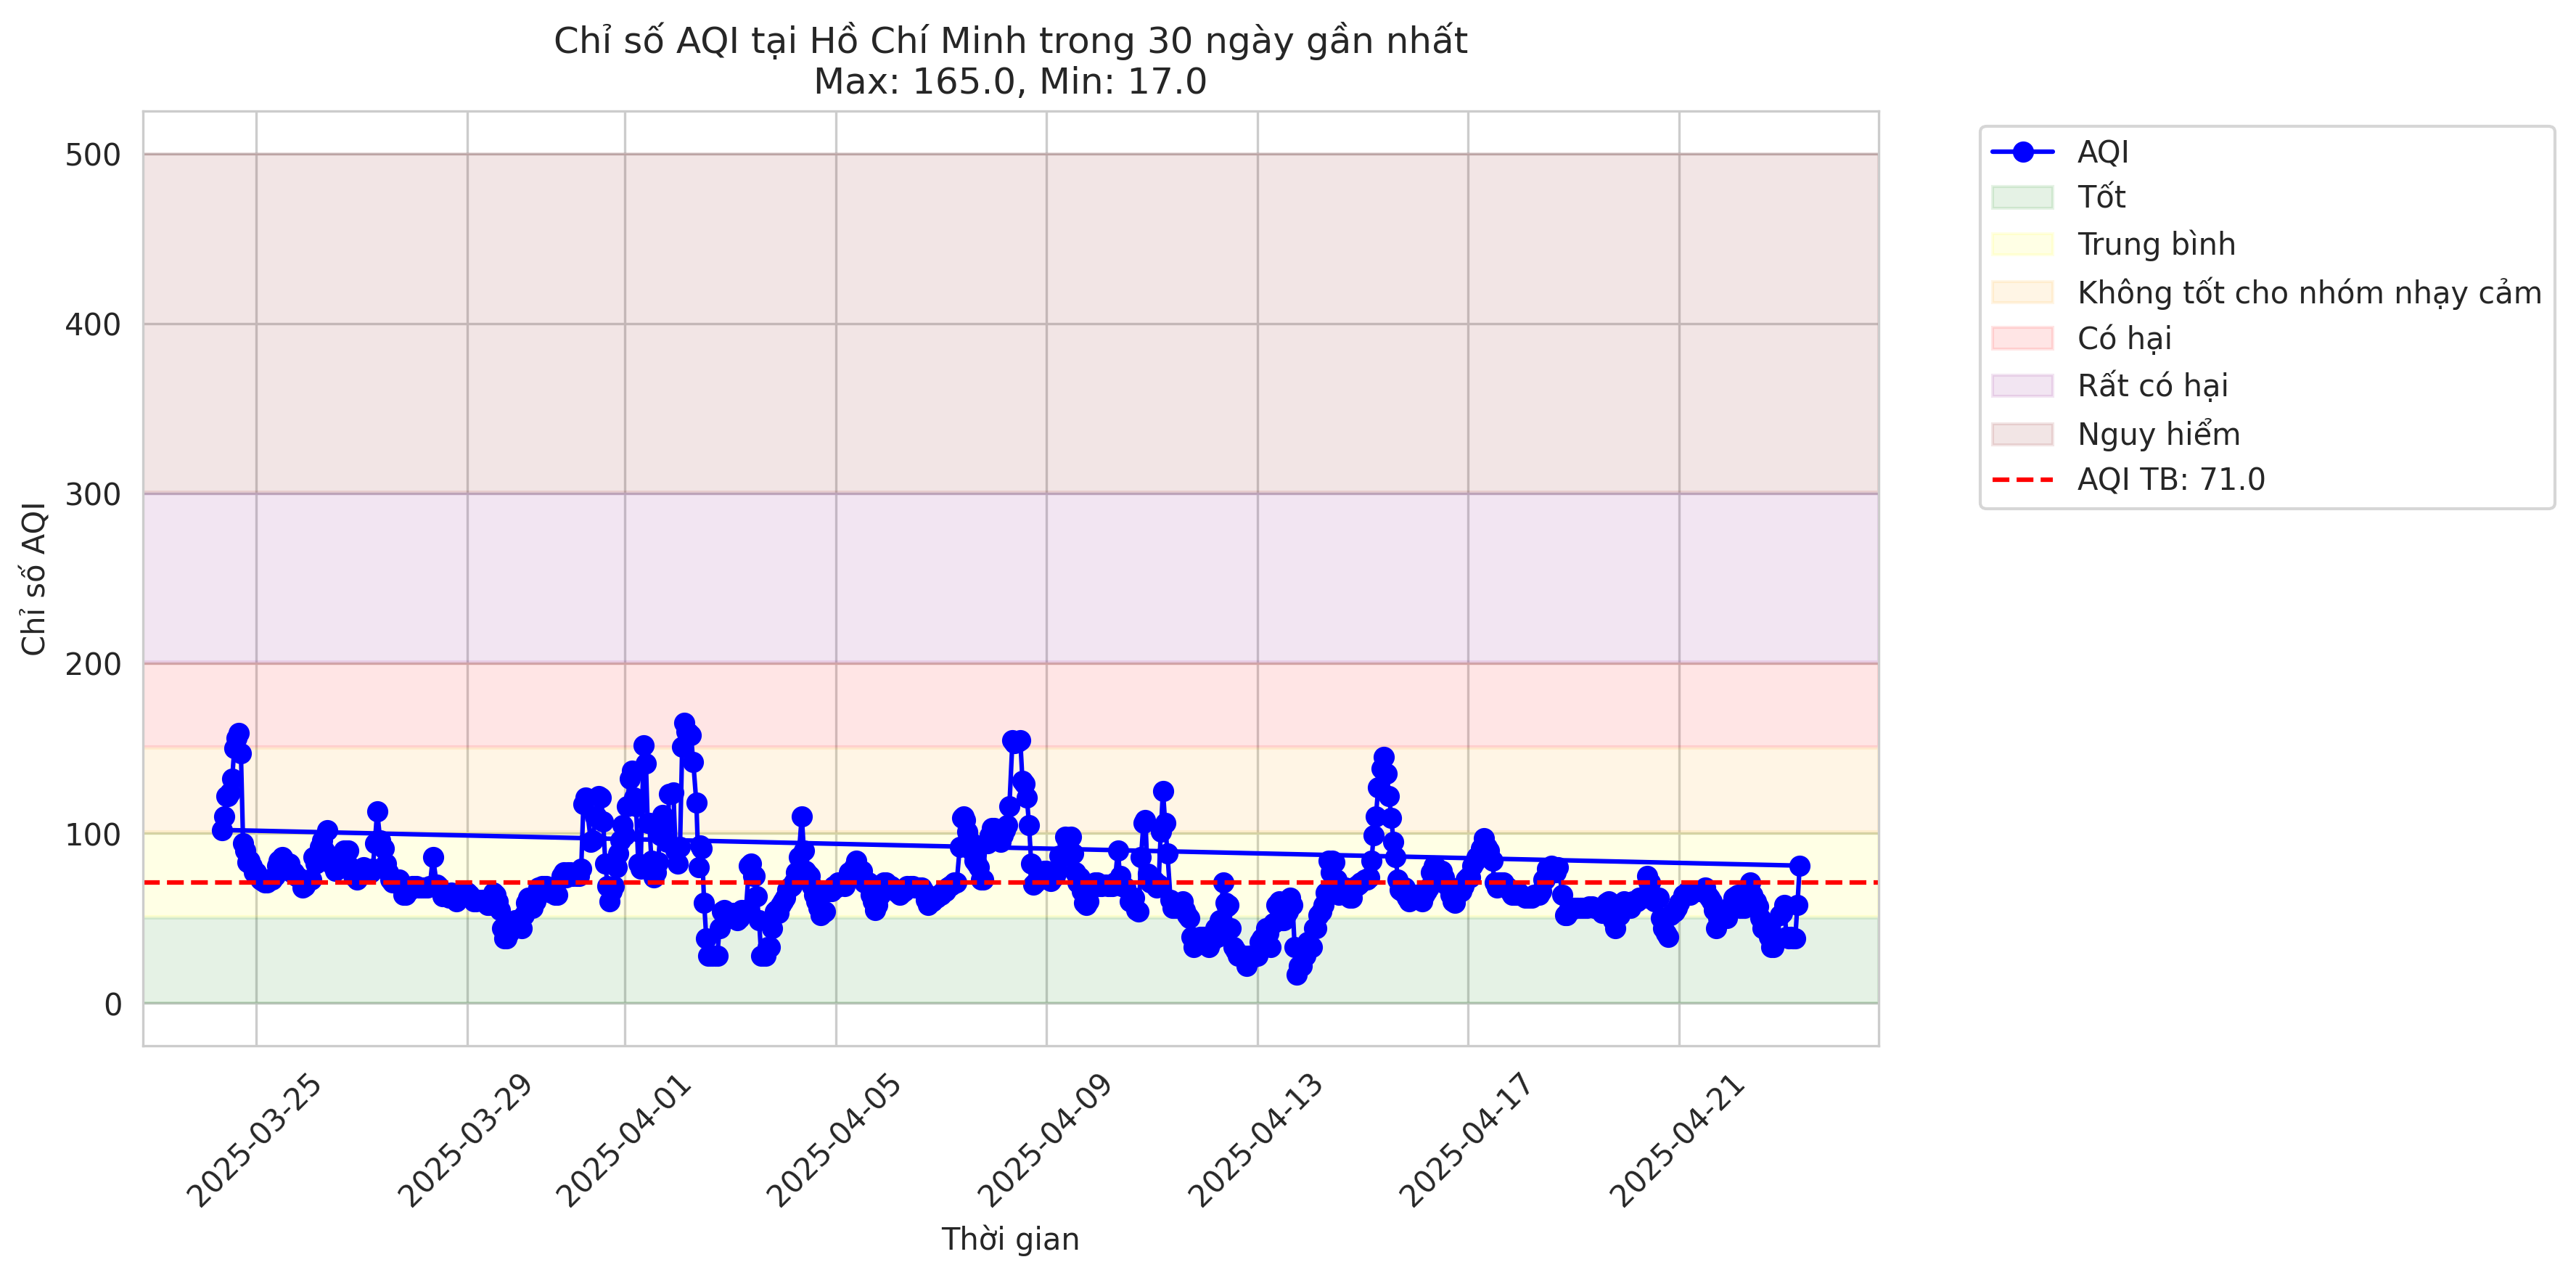 Chỉ số AQI tại Hồ Chí Minh trong 30 ngày gần nhất
Max: 165.0, Min: 17.0
Chỉ số AQI
500
400
300
200
100
0
2025-03-25
2025-03-29
2025-04-01
2025-04-05
2025-04-09
2025-04-13
2025-04-17
2025-04-21
Thời gian
AQI
Tốt
Trung bình
Không tốt cho nhóm nhạy cảm
Có hại
Rất có hại
Nguy hiểm
AQI TB: 71.0